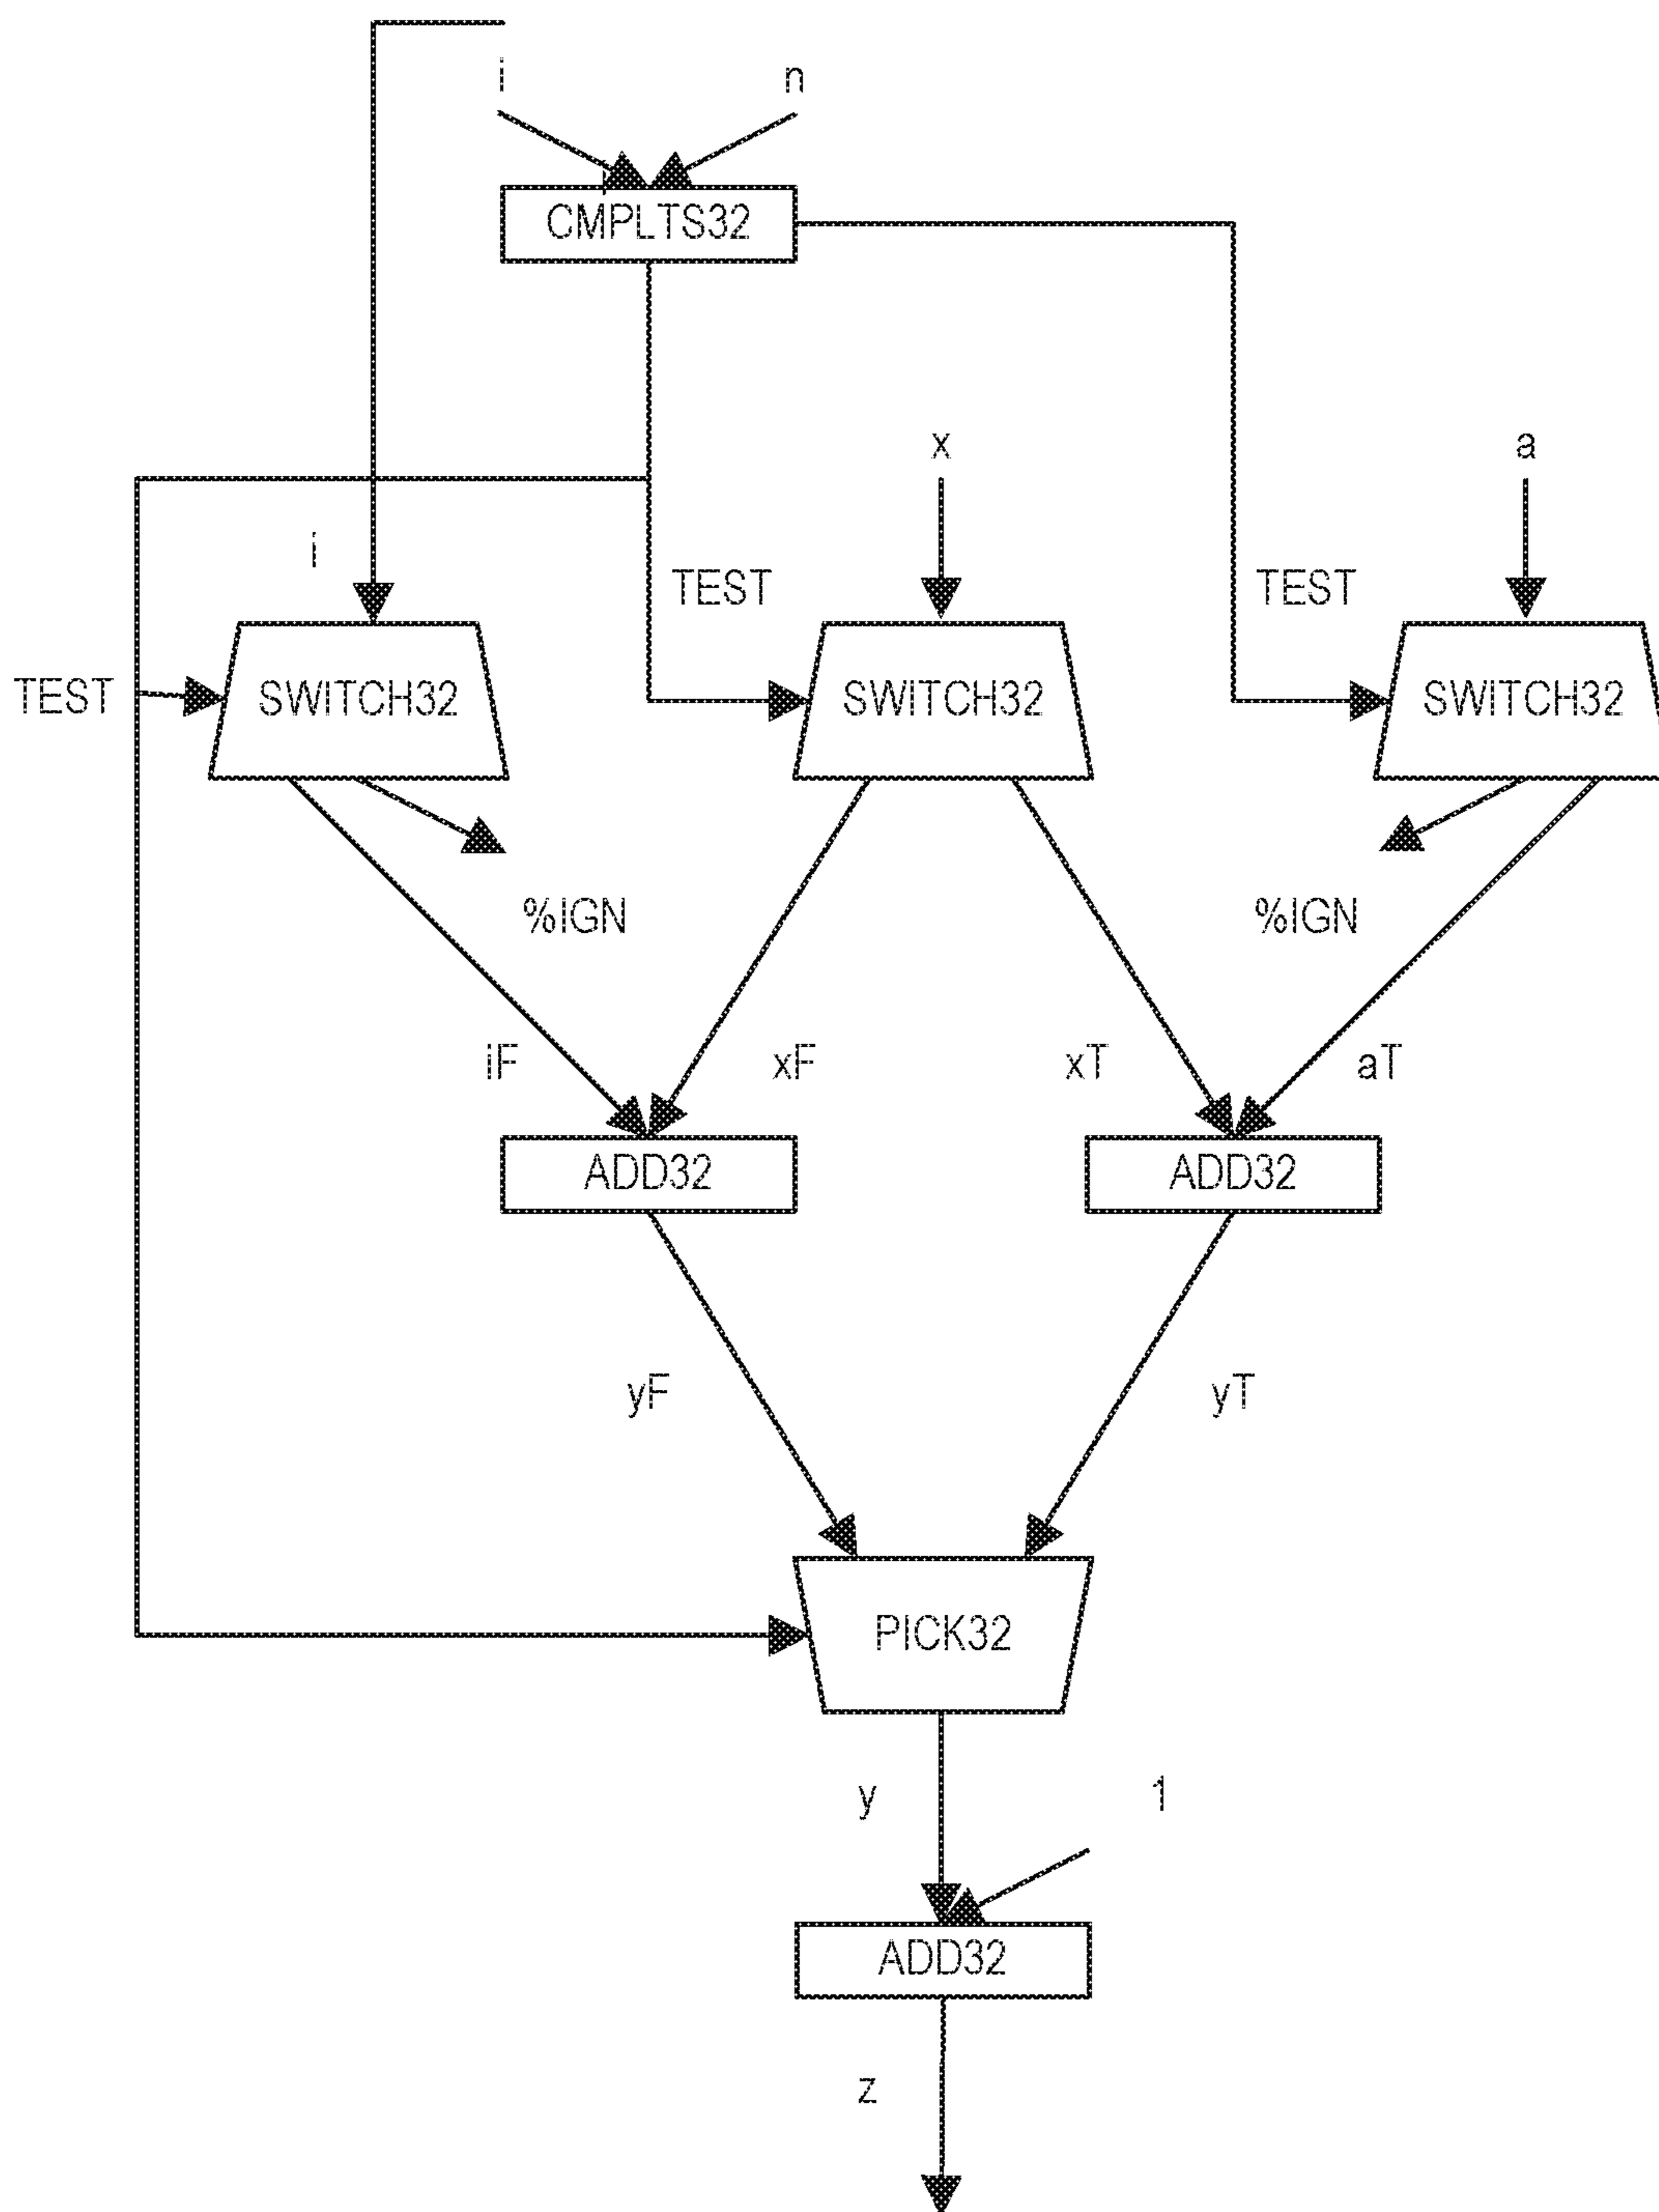 i n
CMPLTS32
x a
i TEST TEST
TEST SWITCH32 SWITCH32 SWITCH32
%IGN %IGN
iF xF xT aT
ADD32 ADD32
yF yT
PICK32
y 1
ADD32
z